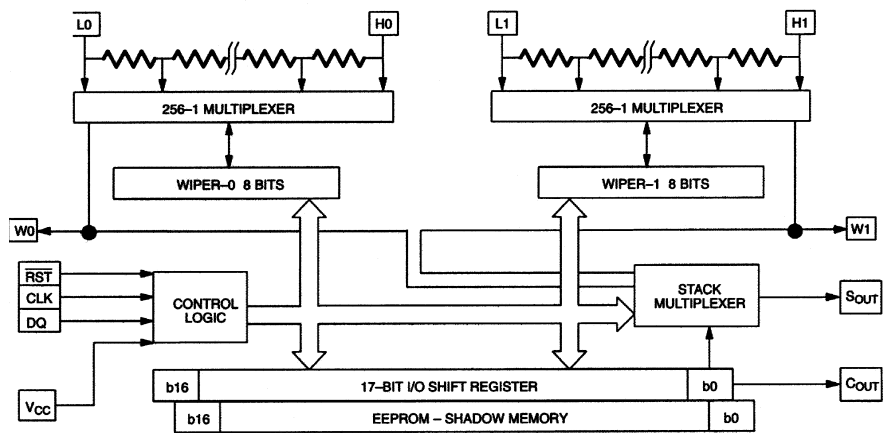 L0 H0 L1 H1
256–1 MULTIPLEXER 256–1 MULTIPLEXER
WIPER–0 8 BITS WIPER–1 8 BITS
W0 W1
RST
CLK
DQ
CONTROL
LOGIC
STACK
MULTIPLEXER
SOUT
VCC
b16 17–BIT I/O SHIFT REGISTER b0
COUT
b16 EEPROM – SHADOW MEMORY b0